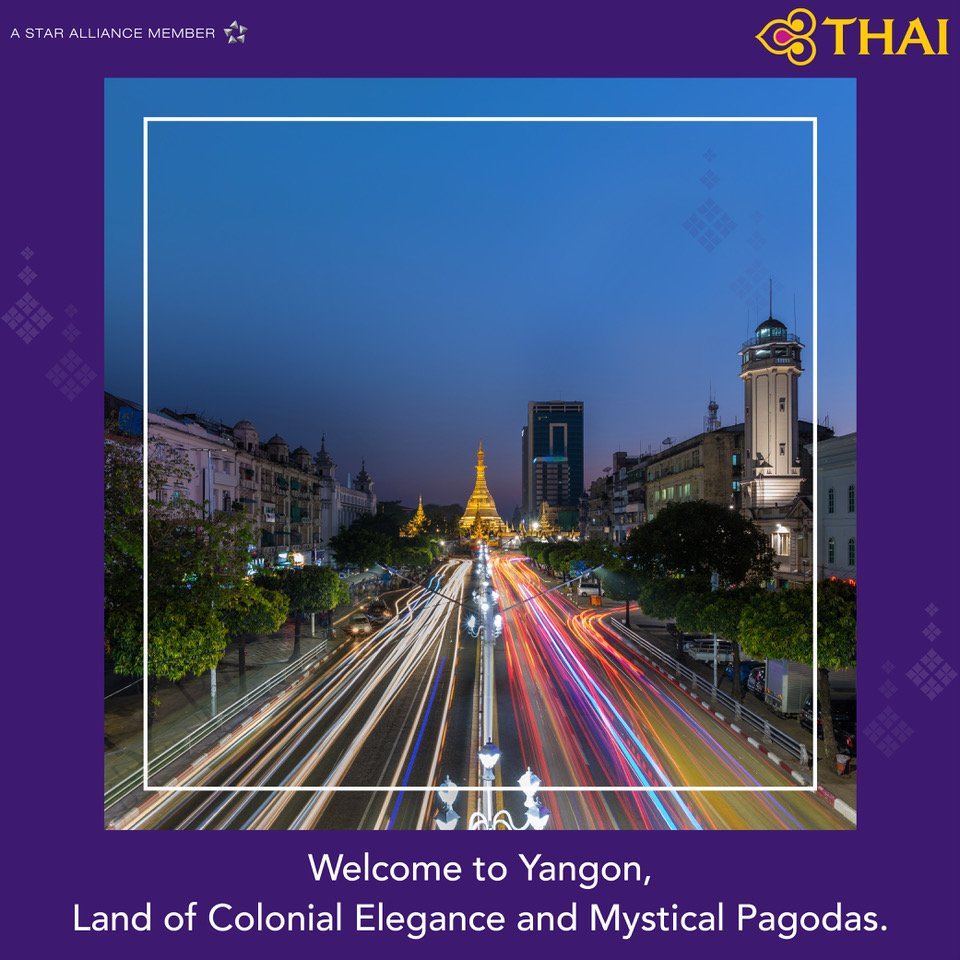 A STAR ALLIANCE MEMBER
THAI
Welcome to Yangon,
Land of Colonial Elegance and Mystical Pagodas.